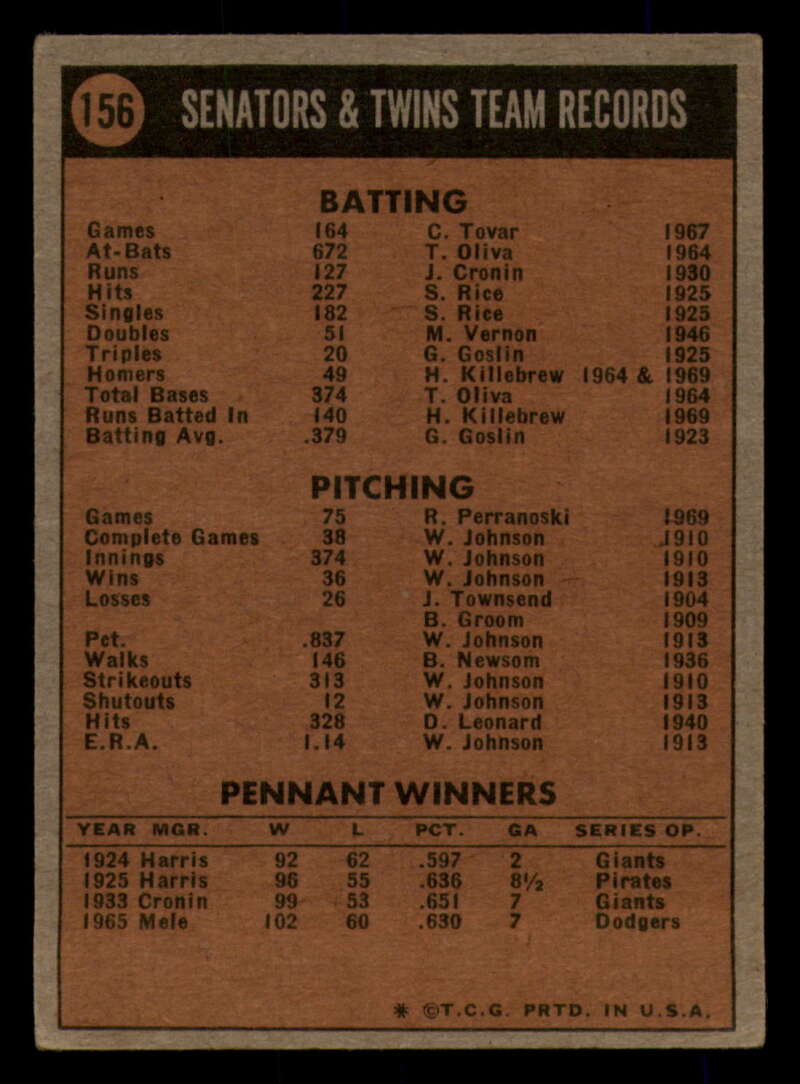 156 SENATORS & TWINS TEAM RECORDS
BATTING
Games 164 C. Tovar 1967
At-Bats 672 T. Oliva 1964
Runs 127 J. Cronin 1930
Hits 227 S. Rice 1925
Singles 182 S. Rice 1925
Doubles 51 M. Vernon 1946
Triples 20 G. Goslin 1925
Homers 49 H. Killebrew 1964 & 1969
Total Bases 374 T. Oliva 1964
Runs Batted In 140 H. Killebrew 1969
Batting Avg. .379 G. Goslin 1923
PITCHING
Games 75 R. Perranoski 1969
Complete Games 38 W. Johnson 1910
Innings 374 W. Johnson 1910
Wins 36 W. Johnson 1913
Losses 26 J. Townsend 1904
B. Groom 1909
Pct. .837 W. Johnson 1913
Walks 146 B. Newsom 1936
Strikeouts 313 W. Johnson 1910
Shutouts 12 W. Johnson 1913
Hits 328 D. Leonard 1940
E.R.A. 1.14 W. Johnson 1913
PENNANT WINNERS
YEAR MGR. W L PCT. GA SERIES OP.
1924 Harris 92 62 .597 2 Giants
1925 Harris 96 55 .636 8½ Pirates
1933 Cronin 99 53 .651 7 Giants
1965 Mele 102 60 .630 7 Dodgers
* ©T.C.G. PRTD. IN U.S.A.